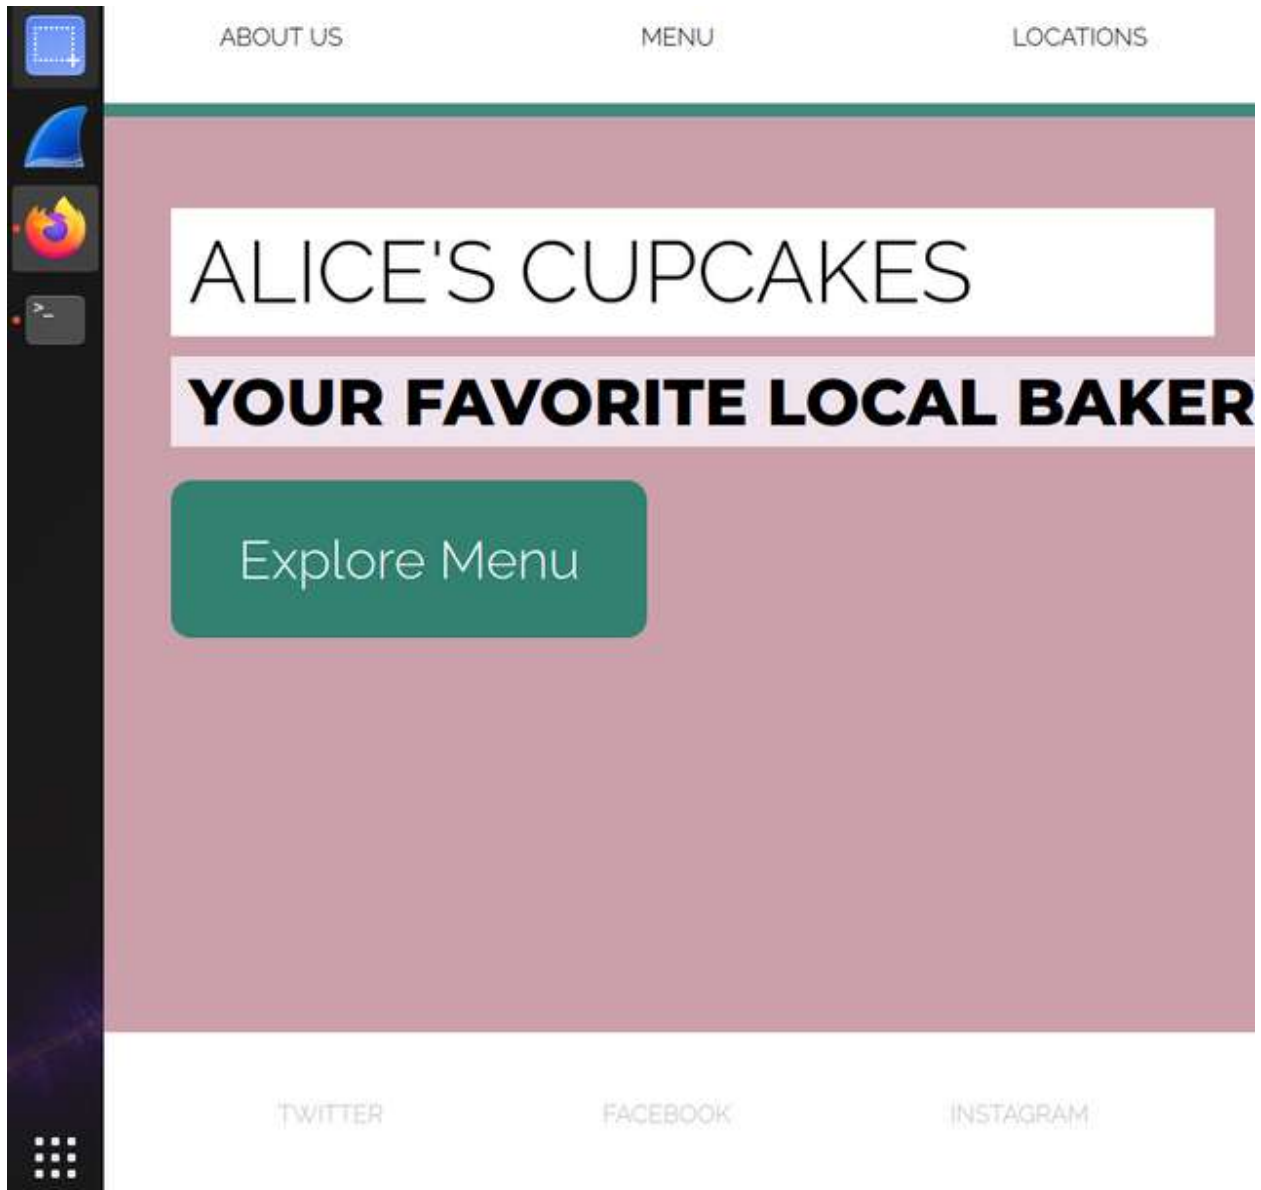 ABOUT US MENU LOCATIONS
>_
ALICE'S CUPCAKES
YOUR FAVORITE LOCAL BAKER
Explore Menu
TWITTER FACEBOOK INSTAGRAM